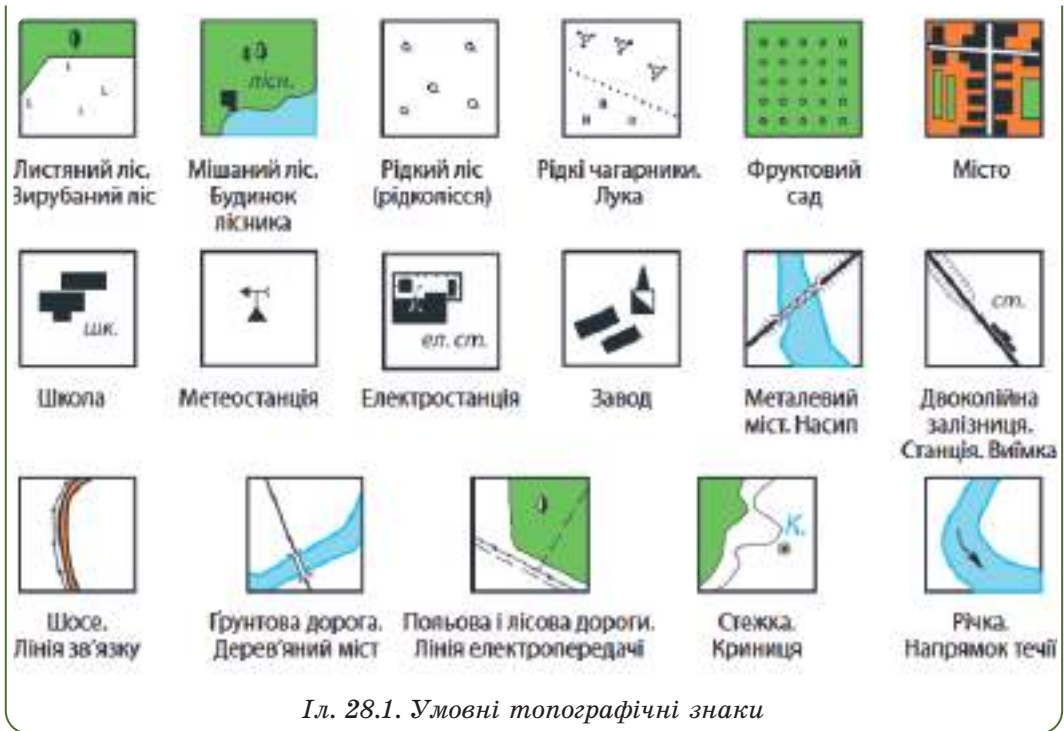 лісн.
Листяний ліс.
Вирубаний ліс
Мішаний ліс.
Будинок
лісника
Рідкий ліс
(рідколісся)
Рідкі чагарники.
Лука
Фруктовий
сад
Місто
шк.
ел. ст.
ст.
Школа
Метеостанція
Електростанція
Завод
Металевий
міст. Насип
Двоколійна
залізниця.
Станція. Виїмка
К.
Шосе.
Лінія зв'язку
Ґрунтова дорога.
Дерев'яний міст
Польова і лісова дороги.
Лінія електропередачі
Стежка.
Криниця
Річка.
Напрямок течії
Іл. 28.1. Умовні топографічні знаки